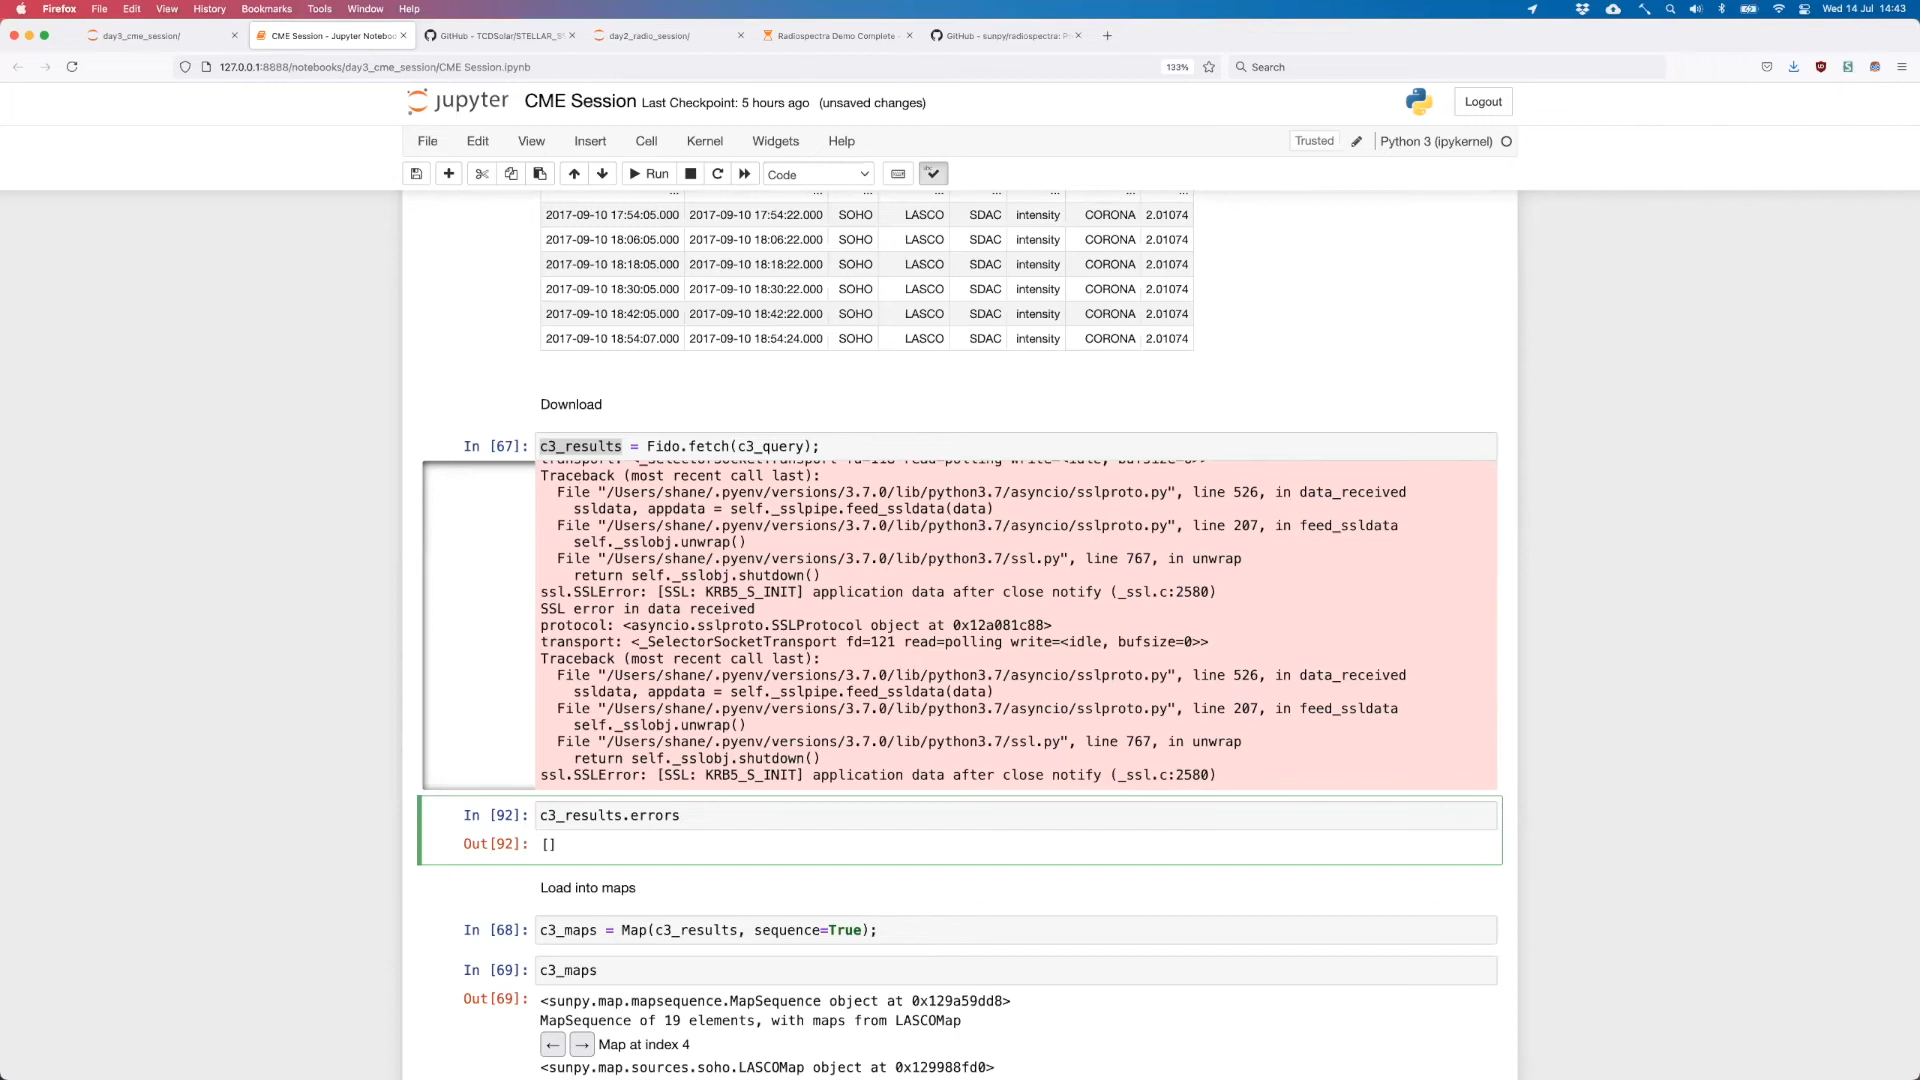 Firefox File Edit View History Bookmarks Tools Window Help Wed 14 Jul 14:43
day3_cme_session/ CME Session - Jupyter Noteboo GitHub - TCDSolar/STELLAR_S day2_radio_session/ Radiospectra Demo Complete - GitHub - sunpy/radiospectra: P
127.0.0.1:8888/notebooks/day3_cme_session/CME Session.ipynb 133% Search
jupyter CME Session Last Checkpoint: 5 hours ago (unsaved changes) Logout
File Edit View Insert Cell Kernel Widgets Help Trusted Python 3 (ipykernel)
Run Code
... ... ... ... ... ... ... ...
2017-09-10 17:54:05.000 2017-09-10 17:54:22.000 SOHO LASCO SDAC intensity CORONA 2.01074
2017-09-10 18:06:05.000 2017-09-10 18:06:22.000 SOHO LASCO SDAC intensity CORONA 2.01074
2017-09-10 18:18:05.000 2017-09-10 18:18:22.000 SOHO LASCO SDAC intensity CORONA 2.01074
2017-09-10 18:30:05.000 2017-09-10 18:30:22.000 SOHO LASCO SDAC intensity CORONA 2.01074
2017-09-10 18:42:05.000 2017-09-10 18:42:22.000 SOHO LASCO SDAC intensity CORONA 2.01074
2017-09-10 18:54:07.000 2017-09-10 18:54:24.000 SOHO LASCO SDAC intensity CORONA 2.01074
Download
In [67]: c3_results = Fido.fetch(c3_query);
transport: <_SelectorSocketTransport fd=118 read=polling write=<idle, bufsize=0>>
Traceback (most recent call last):
File "/Users/shane/.pyenv/versions/3.7.0/lib/python3.7/asyncio/sslproto.py", line 526, in data_received
ssldata, appdata = self._sslpipe.feed_ssldata(data)
File "/Users/shane/.pyenv/versions/3.7.0/lib/python3.7/asyncio/sslproto.py", line 207, in feed_ssldata
self._sslobj.unwrap()
File "/Users/shane/.pyenv/versions/3.7.0/lib/python3.7/ssl.py", line 767, in unwrap
return self._sslobj.shutdown()
ssl.SSLError: [SSL: KRB5_S_INIT] application data after close notify (_ssl.c:2580)
SSL error in data received
protocol: <asyncio.sslproto.SSLProtocol object at 0x12a081c88>
transport: <_SelectorSocketTransport fd=121 read=polling write=<idle, bufsize=0>>
Traceback (most recent call last):
File "/Users/shane/.pyenv/versions/3.7.0/lib/python3.7/asyncio/sslproto.py", line 526, in data_received
ssldata, appdata = self._sslpipe.feed_ssldata(data)
File "/Users/shane/.pyenv/versions/3.7.0/lib/python3.7/asyncio/sslproto.py", line 207, in feed_ssldata
self._sslobj.unwrap()
File "/Users/shane/.pyenv/versions/3.7.0/lib/python3.7/ssl.py", line 767, in unwrap
return self._sslobj.shutdown()
ssl.SSLError: [SSL: KRB5_S_INIT] application data after close notify (_ssl.c:2580)
In [92]: c3_results.errors
Out[92]: []
Load into maps
In [68]: c3_maps = Map(c3_results, sequence=True);
In [69]: c3_maps
Out[69]: <sunpy.map.mapsequence.MapSequence object at 0x129a59dd8>
MapSequence of 19 elements, with maps from LASCOMap
← → Map at index 4
<sunpy.map.sources.soho.LASCOMap object at 0x129988fd0>